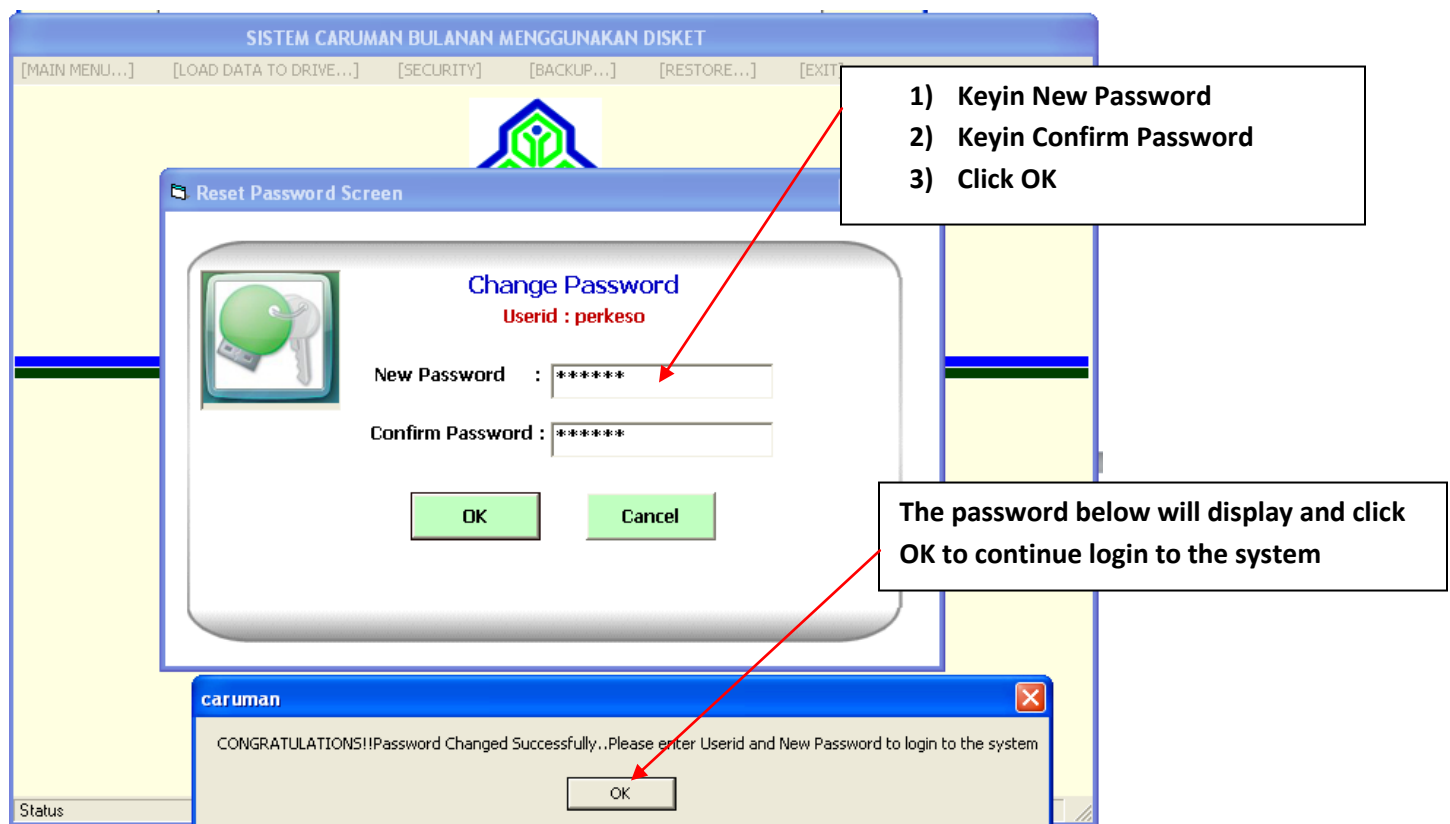 SISTEM CARUMAN BULANAN MENGGUNAKAN DISKET
[MAIN MENU...] [LOAD DATA TO DRIVE...] [SECURITY] [BACKUP...] [RESTORE...] [EXIT]
1) Keyin New Password
2) Keyin Confirm Password
3) Click OK
Reset Password Screen
Change Password
Userid : perkeso
New Password : ******
Confirm Password : ******
OK Cancel
The password below will display and click
OK to continue login to the system
caruman
CONGRATULATIONS!!Password Changed Successfully..Please enter Userid and New Password to login to the system
OK
Status